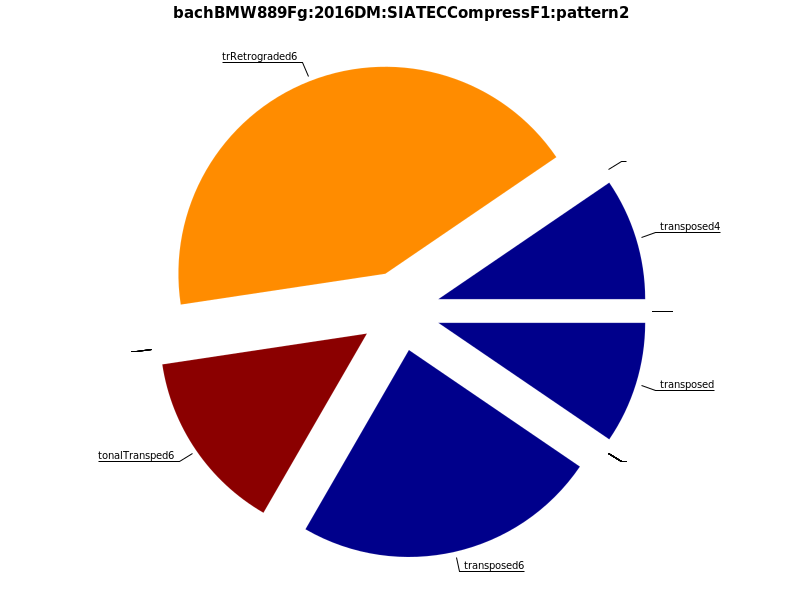 bachBMW889Fg:2016DM:SIATECCompressF1:pattern2
trRetrograded6
transposed4
transposed
tonalTransped6
transposed6